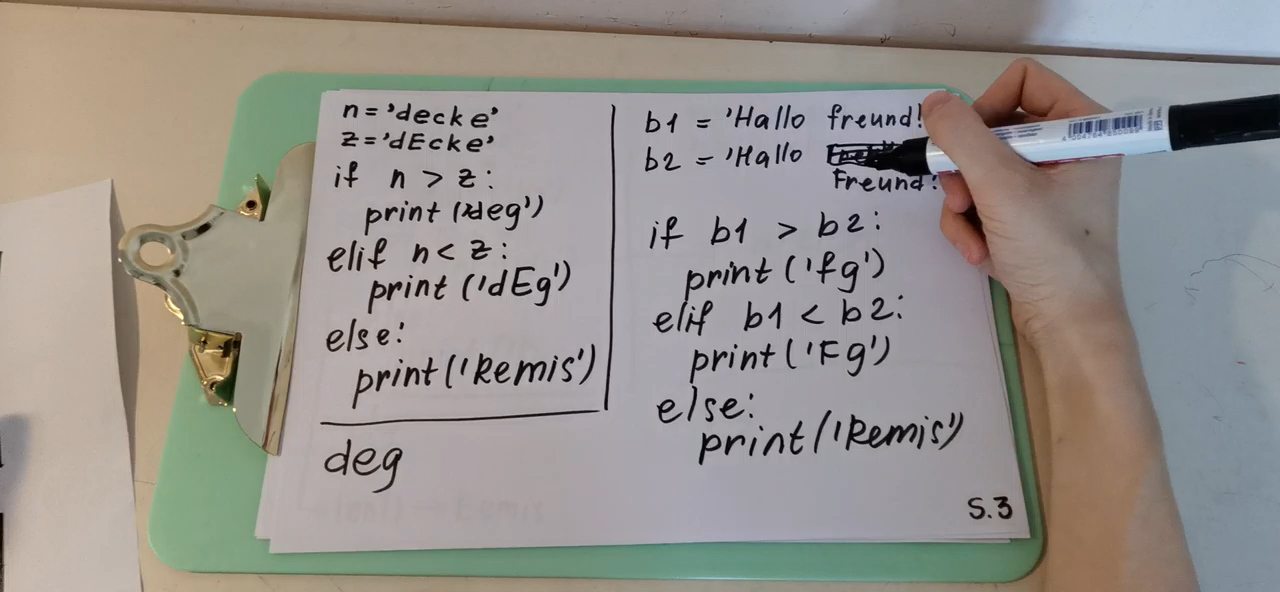 n='decke'
z='dEcke'
if n > z:
print('deg')
elif n< z:
print ('dEg')
else:
print('Remis')
deg
b1 = 'Hallo freund!
b2 = 'Hallo
Freund!
if b1 > b2:
print ('fg')
elif b1 < b2:
print ('Fg')
else:
print('Remis')
S.3